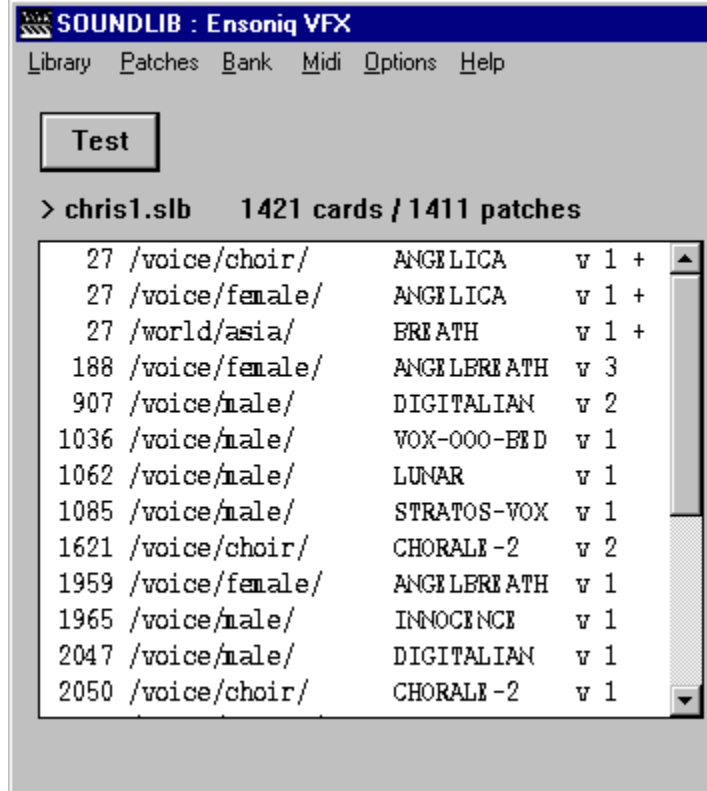 SOUNDLIB : Ensoniq VFX
Library Patches Bank Midi Options Help
Test
> chris1.slb 1421 cards / 1411 patches
27 /voice/choir/ ANGELICA v 1 +
27 /voice/female/ ANGELICA v 1 +
27 /world/asia/ BREATH v 1 +
188 /voice/female/ ANGELBREATH v 3
907 /voice/male/ DIGITALIAN v 2
1036 /voice/male/ VOX-OOO-BED v 1
1062 /voice/male/ LUNAR v 1
1085 /voice/male/ STRATOS-VOX v 1
1621 /voice/choir/ CHORALE-2 v 2
1959 /voice/female/ ANGELBREATH v 1
1965 /voice/male/ INNOCENCE v 1
2047 /voice/male/ DIGITALIAN v 1
2050 /voice/choir/ CHORALE-2 v 1